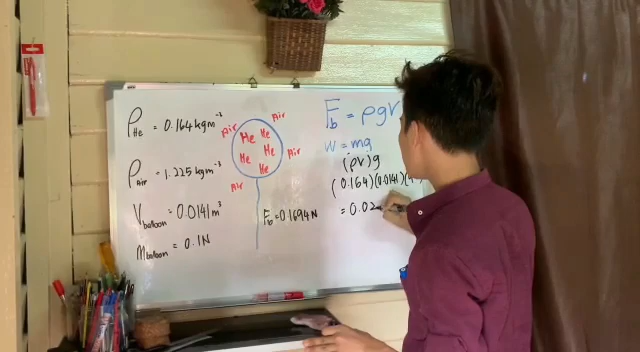 ρHe = 0.164 kgm⁻³
ρair = 1.225 kgm⁻³
Vballoon = 0.0141 m³
mballoon = 0.1N
Air
Air
Air
Air
He
He
He
He
He
Fb = 0.1694N
Fb = ρgV
W = mg
(ρv)g
(0.164)(0.0141)(
= 0.02